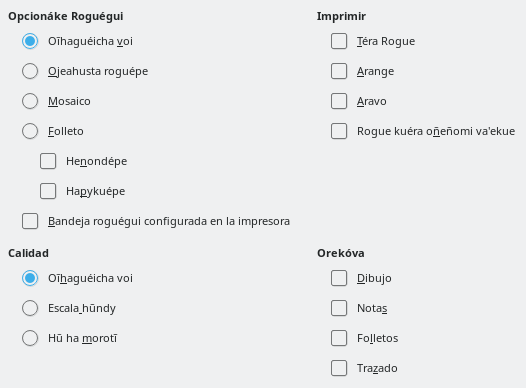 Opcionáke Roguégui
Oĩhaguéicha voi
Ojeahusta roguépe
Mosaico
Folleto
Henondépe
Hapykuépe
Bandeja roguégui configurada en la impresora
Imprimir
Téra Rogue
Arange
Aravo
Rogue kuéra oñeñomi va'ekue
Calidad
Oĩhaguéicha voi
Escala hũndy
Hũ ha morotĩ
Orekóva
Dibujo
Notas
Folletos
Trazado